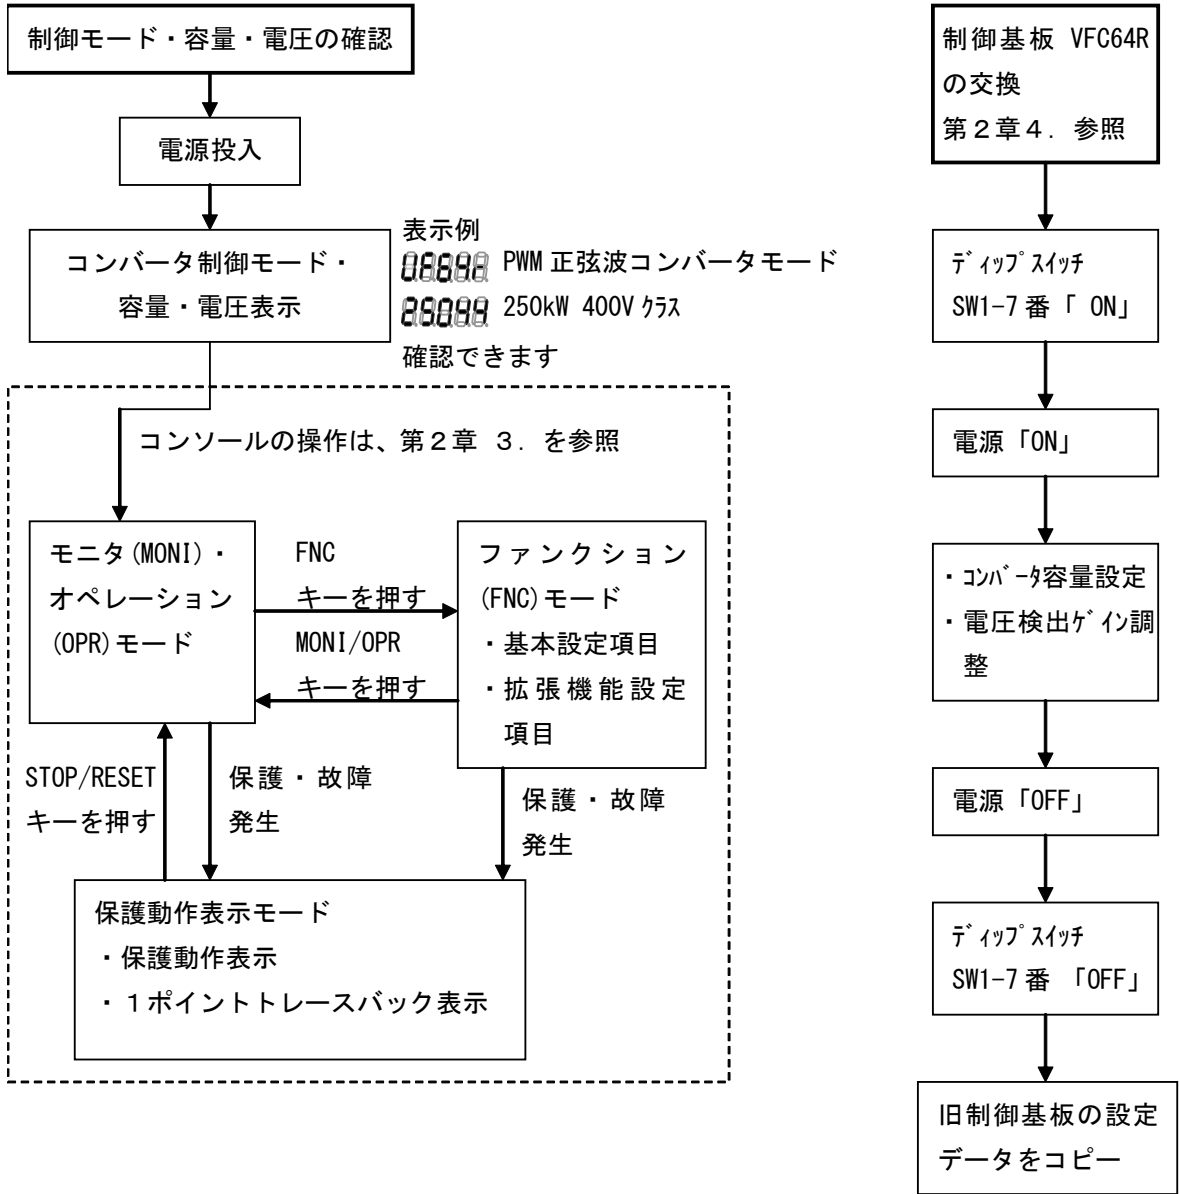 制御モード・容量・電圧の確認
電源投入
コンバータ制御モード・
容量・電圧表示
表示例
UF64r PWM 正弦波コンバータモード
25044 250kW 400V ｸﾗｽ
確認できます
コンソールの操作は、第２章 ３. を参照
モニタ(MONI)・
オペレーション
(OPR)モード
FNC
キーを押す
MONI/OPR
キーを押す
ファンクション
(FNC)モード
・基本設定項目
・拡張機能設定
項目
STOP/RESET
キーを押す
保護・故障
発生
保護・故障
発生
保護動作表示モード
・保護動作表示
・１ポイントトレースバック表示
制御基板 VFC64R
の交換
第２章４. 参照
ﾃﾞｨｯﾌﾟｽｲｯﾁ
SW1-7 番「 ON」
電源「ON」
・ｺﾝﾊﾞｰﾀ容量設定
・電圧検出ｹﾞｲﾝ調
整
電源「OFF」
ﾃﾞｨｯﾌﾟｽｲｯﾁ
SW1-7 番 「OFF」
旧制御基板の設定
データをコピー